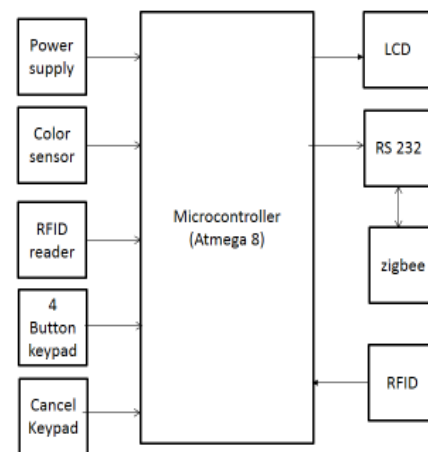 Power
supply
Color
sensor
RFID
reader
4
Button
keypad
Cancel
Keypad
Microcontroller
(Atmega 8)
LCD
RS 232
zigbee
RFID